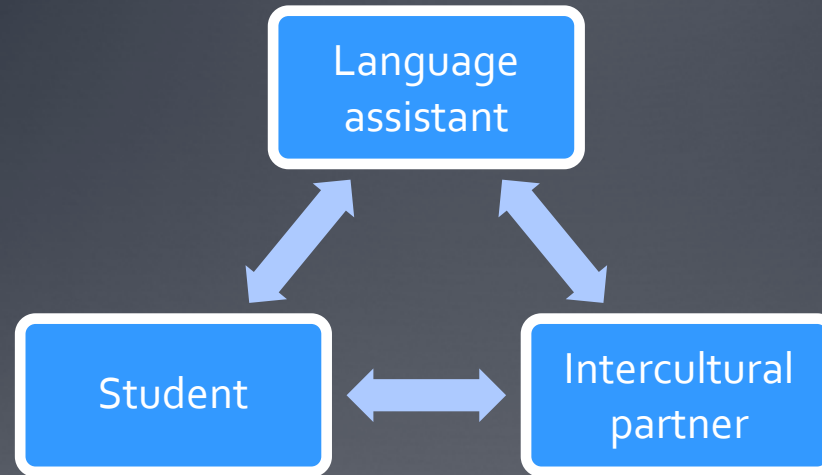 Language
assistant
Student
Intercultural
partner